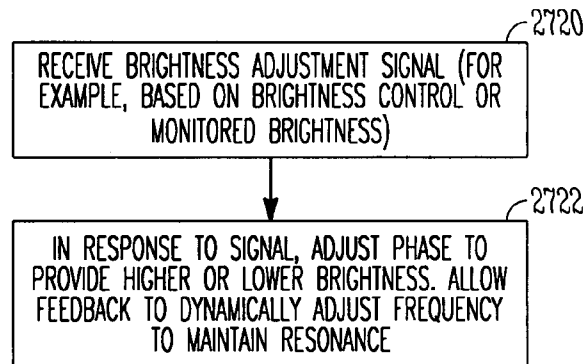 2720
RECEIVE BRIGHTNESS ADJUSTMENT SIGNAL (FOR
EXAMPLE, BASED ON BRIGHTNESS CONTROL OR
MONITORED BRIGHTNESS)
2722
IN RESPONSE TO SIGNAL, ADJUST PHASE TO
PROVIDE HIGHER OR LOWER BRIGHTNESS. ALLOW
FEEDBACK TO DYNAMICALLY ADJUST FREQUENCY
TO MAINTAIN RESONANCE